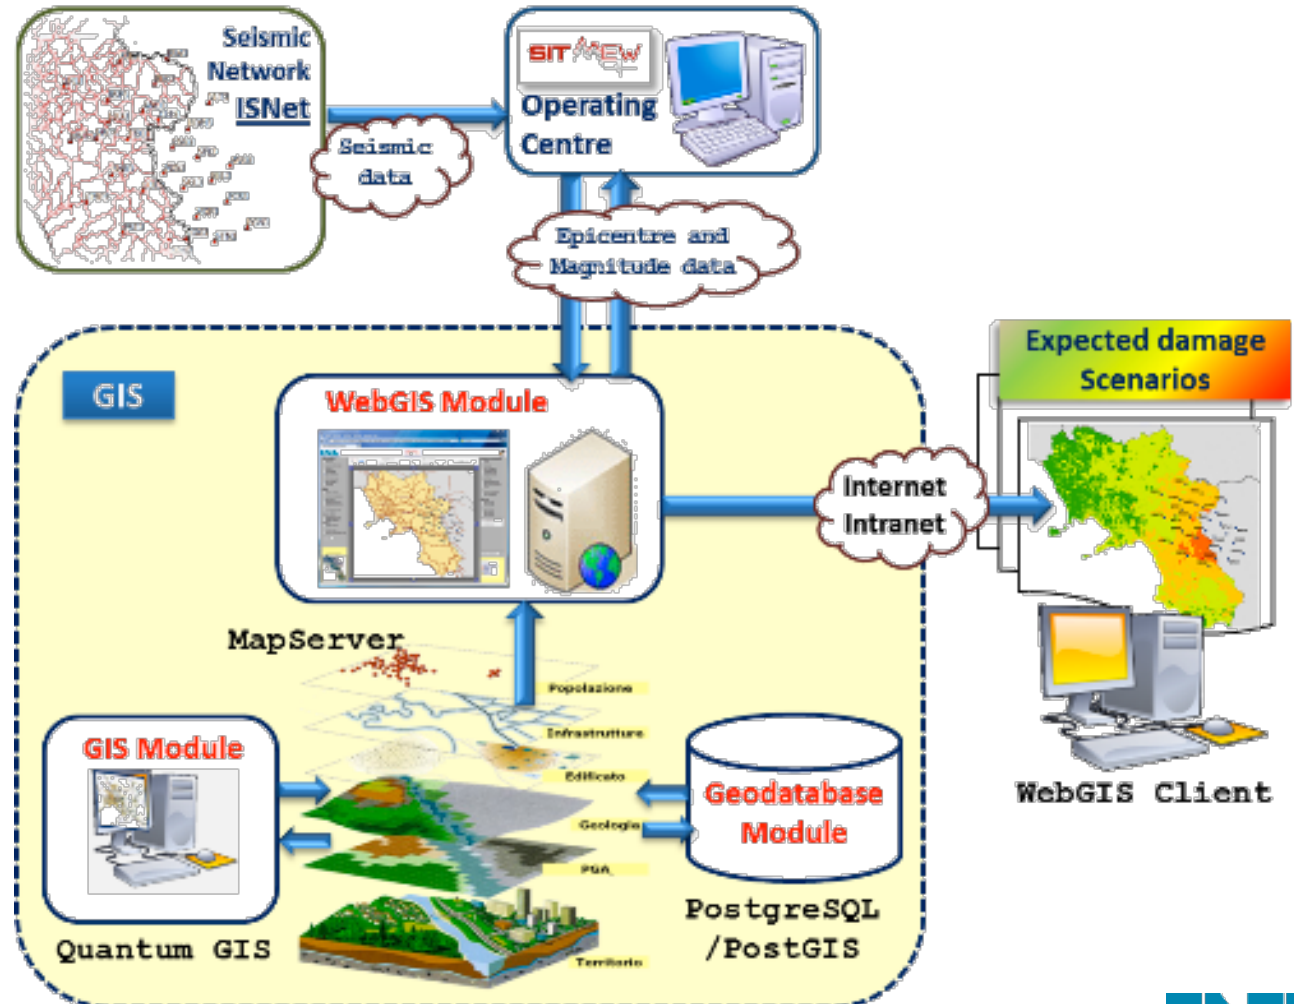 Seismic
Network
ISNet
SIT MEW
Operating
Centre
Seismic
data
Epicentre and
Magnitude data
GIS
WebGIS Module
Expected damage
Scenarios
Internet
Intranet
MapServer
Popolazione
Infrastrutture
Edificato
Geologia
PGA
Territorio
GIS Module
Quantum GIS
Geodatabase
Module
PostgreSQL
/PostGIS
WebGIS Client